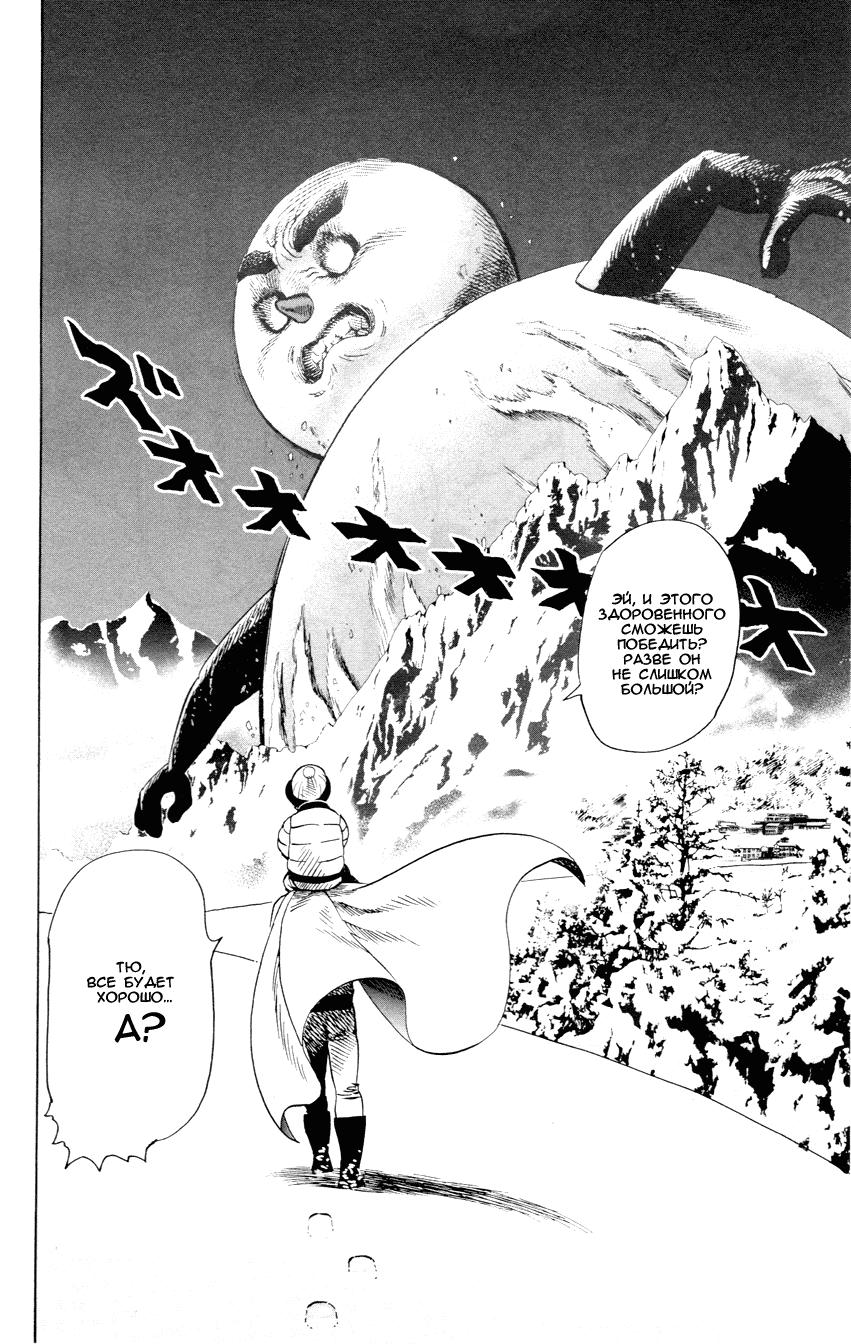 ズオオオオオオオ
ЭЙ, И ЭТОГО
ЗДОРОВЕННОГО
СМОЖЕШЬ
ПОБЕДИТЬ?
РАЗВЕ ОН
НЕ СЛИШКОМ
БОЛЬШОЙ?
ТЮ,
ВСЕ БУДЕТ
ХОРОШО...
А?